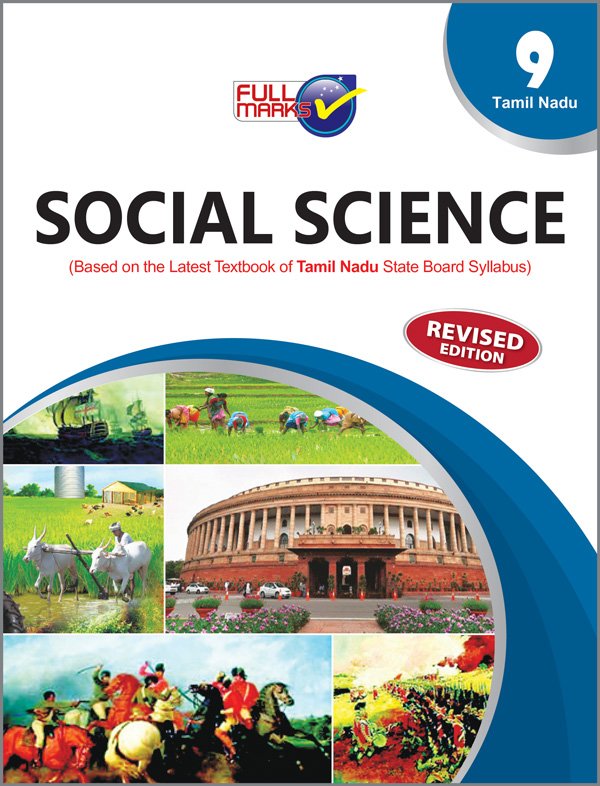 9
Tamil Nadu
FULL
MARKS
SOCIAL SCIENCE
(Based on the Latest Textbook of Tamil Nadu State Board Syllabus)
REVISED
EDITION